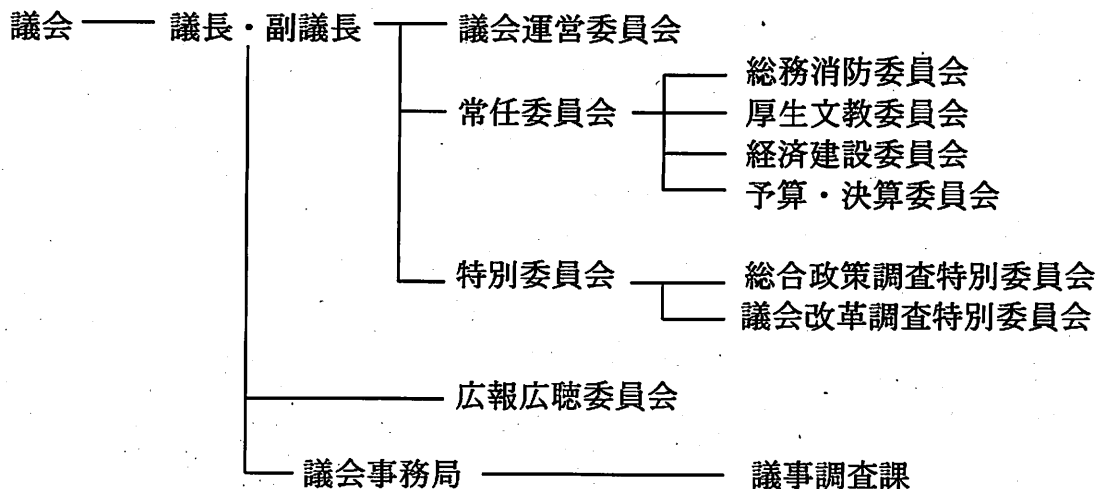 議会 議長・副議長 議会運営委員会
総務消防委員会
常任委員会 厚生文教委員会
経済建設委員会
予算・決算委員会
特別委員会 総合政策調査特別委員会
議会改革調査特別委員会
広報広聴委員会
議会事務局 議事調査課